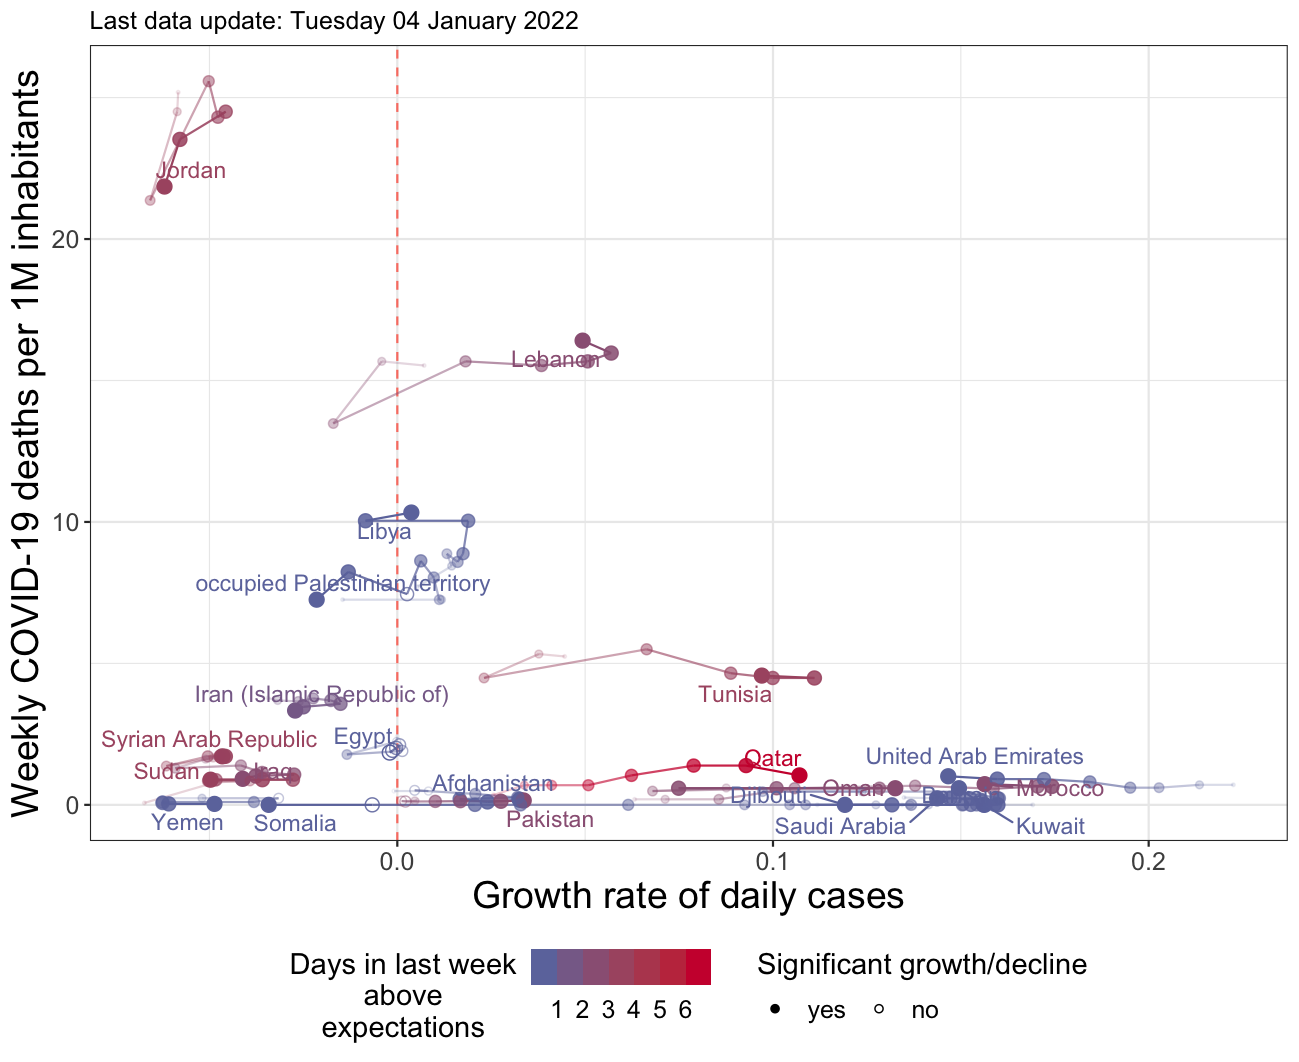 Last data update: Tuesday 04 January 2022
Weekly COVID-19 deaths per 1M inhabitants
20
10
0
Jordan
Lebanon
Libya
occupied Palestinian territory
Iran (Islamic Republic of)
Tunisia
Egypt
Syrian Arab Republic
Qatar
United Arab Emirates
Sudan
Iraq
Afghanistan
Oman
Morocco
Djibouti
Yemen
Somalia
Pakistan
Saudi Arabia
Kuwait
0.0
0.1
0.2
Growth rate of daily cases
Days in last week
above
expectations
1 2 3 4 5 6
Significant growth/decline
yes
no